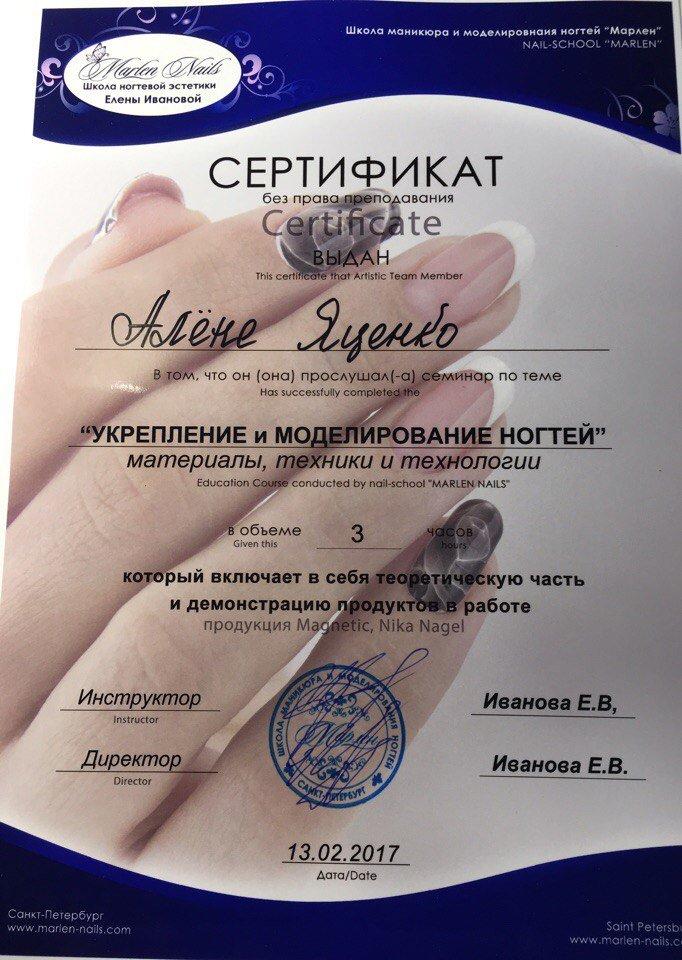 Школа маникюра и моделировнаия ногтей "Марлен"
NAIL-SCHOOL "MARLEN"
Marlen Nails
Школа ногтевой эстетики
Елены Ивановой
СЕРТИФИКАТ
без права преподавания
Certificate
ВЫДАН
This certificate that Artistic Team Member
Алёне Яценко
В том, что он (она) прослушал(-а) семинар по теме
Has successfully completed the
"УКРЕПЛЕНИЕ и МОДЕЛИРОВАНИЕ НОГТЕЙ"
материалы, техники и технологии
Education Course conducted by nail-school "MARLEN NAILS"
в объеме 3 часов
Given this hours
который включает в себя теоретическую часть
и демонстрацию продуктов в работе
продукция Magnetic, Nika Nagel
Инструктор Иванова Е.В,
Instructor
Директор Иванова Е.В.
Director
ШКОЛА МАНИКЮРА И МОДЕЛИРОВАНИЯ НОГТЕЙ
Марлен
САНКТ-ПЕТЕРБУРГ
13.02.2017
Дата/Date
Санкт-Петербург
www.marlen-nails.com
Saint Petersbu
www.marlen-nails.c